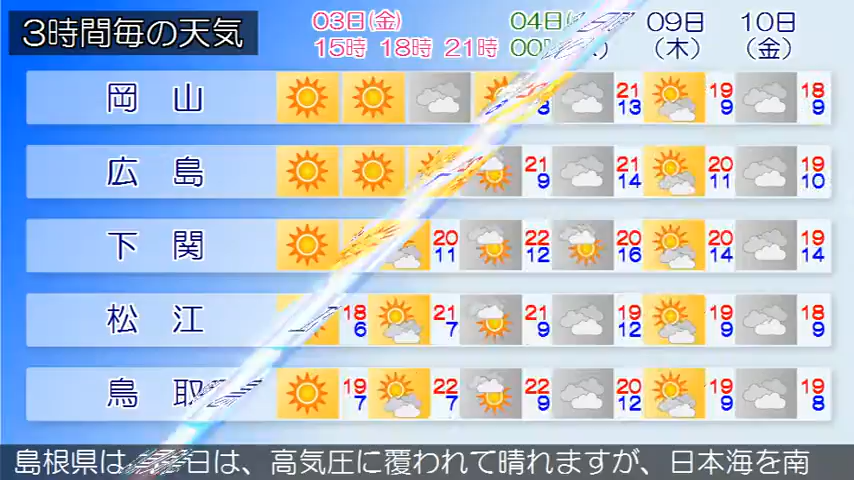 3時間毎の天気
03日(金) 04日 09日 10日
15時 18時 21時 00 (木) (金)
岡山 21 13 19 9 18 9
広島 21 9 21 14 20 11 19 10
下関 20 11 22 12 20 16 20 14 19 14
松江 18 6 21 7 21 9 19 12 19 9 18 9
鳥取 19 7 22 7 22 9 20 12 19 9 19 8
島根県は 日は、高気圧に覆われて晴れますが、日本海を南